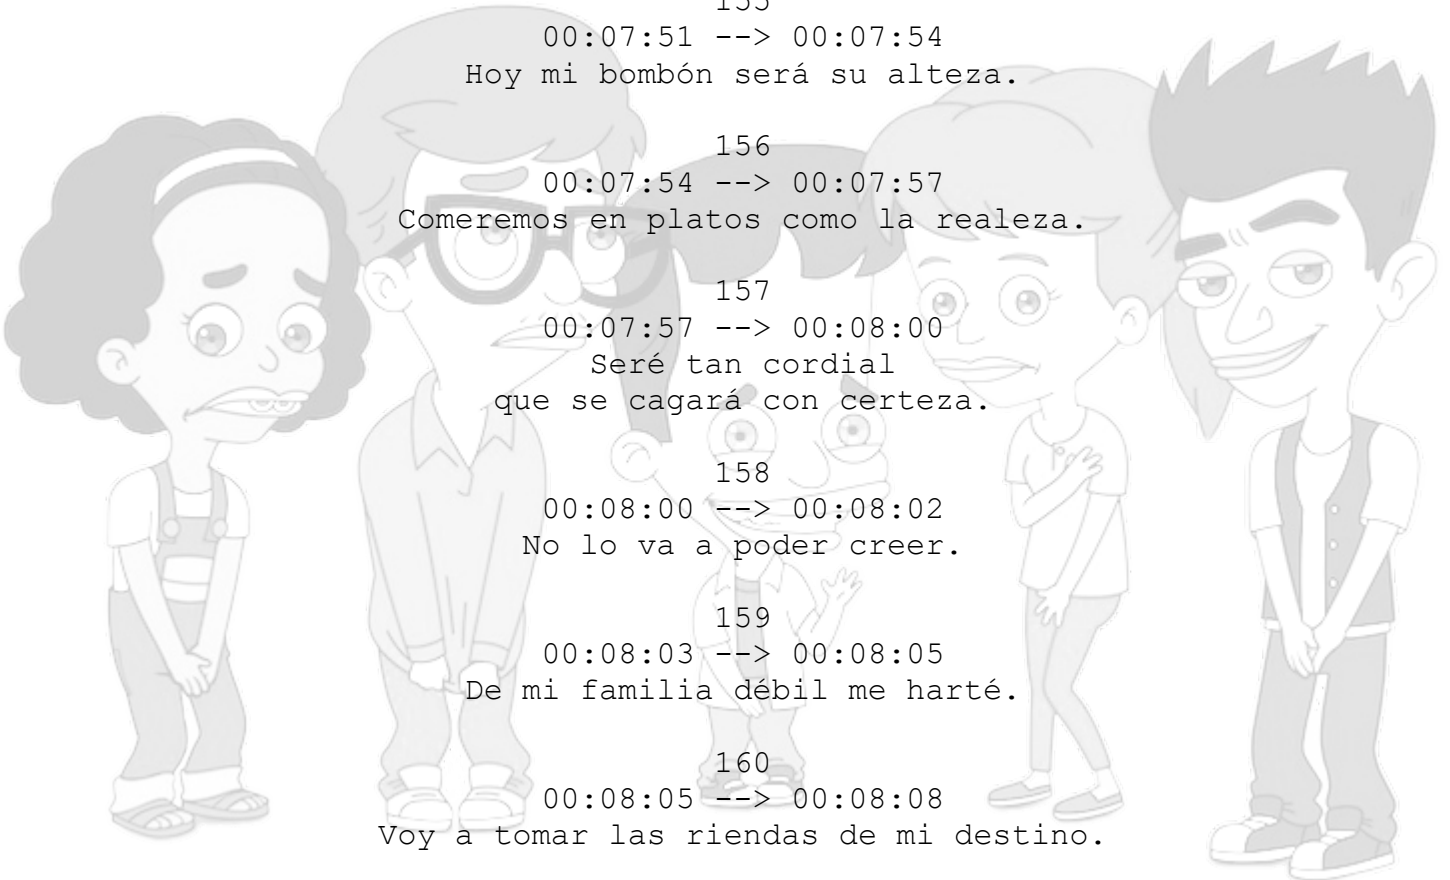 155
00:07:51 --> 00:07:54
Hoy mi bombón será su alteza.
156
00:07:54 --> 00:07:57
Comeremos en platos como la realeza.
157
00:07:57 --> 00:08:00
Seré tan cordial
que se cagará con certeza.
158
00:08:00 --> 00:08:02
No lo va a poder creer.
159
00:08:03 --> 00:08:05
De mi familia débil me harté.
160
00:08:05 --> 00:08:08
Voy a tomar las riendas de mi destino.